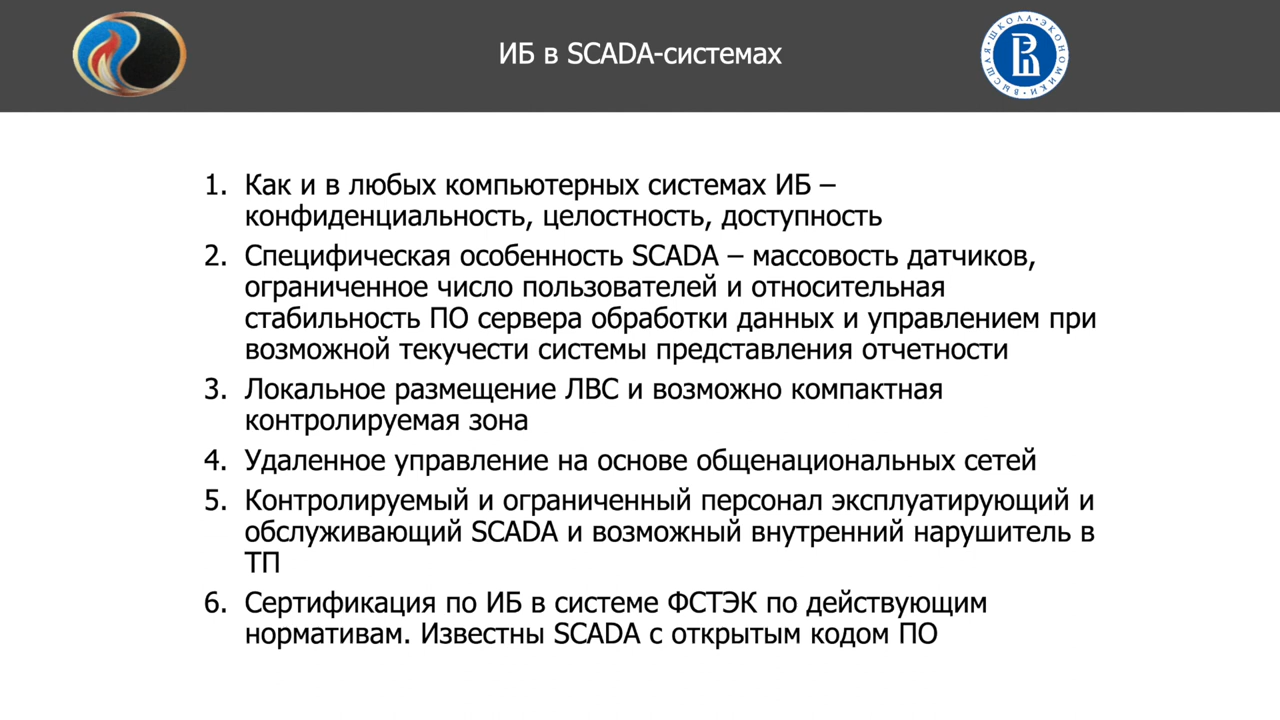 ИБ в SCADA-системах
ВЫСШАЯ ШКОЛА ЭКОНОМИКИ
1. Как и в любых компьютерных системах ИБ –
конфиденциальность, целостность, доступность
2. Специфическая особенность SCADA – массовость датчиков,
ограниченное число пользователей и относительная
стабильность ПО сервера обработки данных и управлением при
возможной текучести системы представления отчетности
3. Локальное размещение ЛВС и возможно компактная
контролируемая зона
4. Удаленное управление на основе общенациональных сетей
5. Контролируемый и ограниченный персонал эксплуатирующий и
обслуживающий SCADA и возможный внутренний нарушитель в
ТП
6. Сертификация по ИБ в системе ФСТЭК по действующим
нормативам. Известны SCADA с открытым кодом ПО